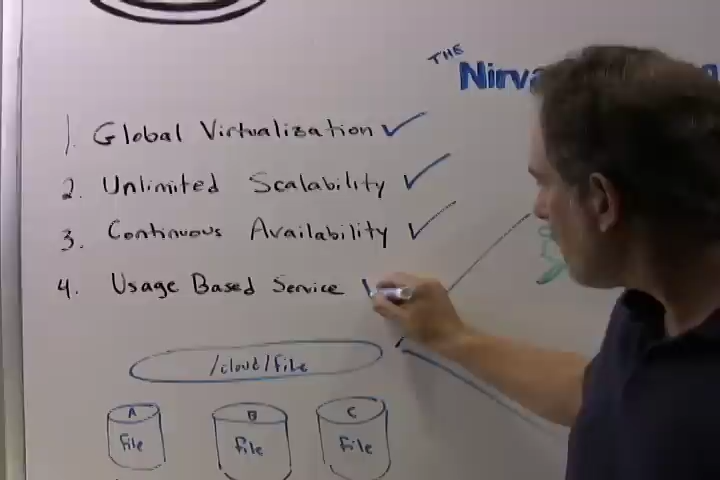 THE
1. Global Virtualization
2. Unlimited Scalability
3. Continuous Availability
4. Usage Based Service
/cloud/file
A B C
file file file